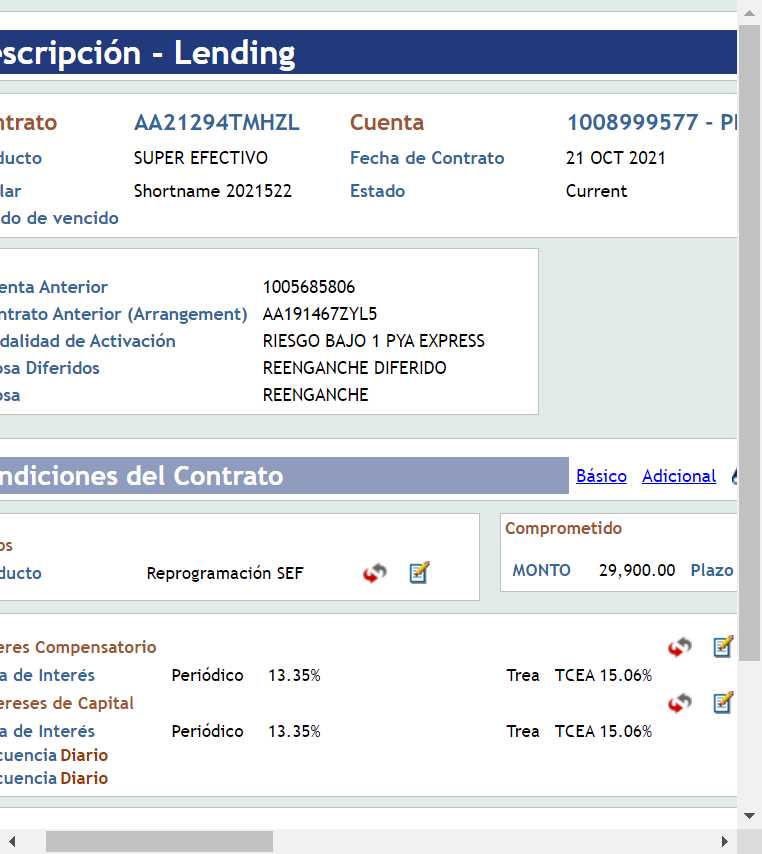 scripción - Lending
ntrato AA21294TMHZL Cuenta 1008999577 - P
ducto SUPER EFECTIVO Fecha de Contrato 21 OCT 2021
lar Shortname 2021522 Estado Current
do de vencido
enta Anterior 1005685806
ntrato Anterior (Arrangement) AA191467ZYL5
dalidad de Activación RIESGO BAJO 1 PYA EXPRESS
osa Diferidos REENGANCHE DIFERIDO
osa REENGANCHE
ndiciones del Contrato Básico Adicional
os Comprometido
ducto Reprogramación SEF MONTO 29,900.00 Plazo
eres Compensatorio
a de Interés Periódico 13.35% Trea TCEA 15.06%
ereses de Capital
a de Interés Periódico 13.35% Trea TCEA 15.06%
cuencia Diario
cuencia Diario